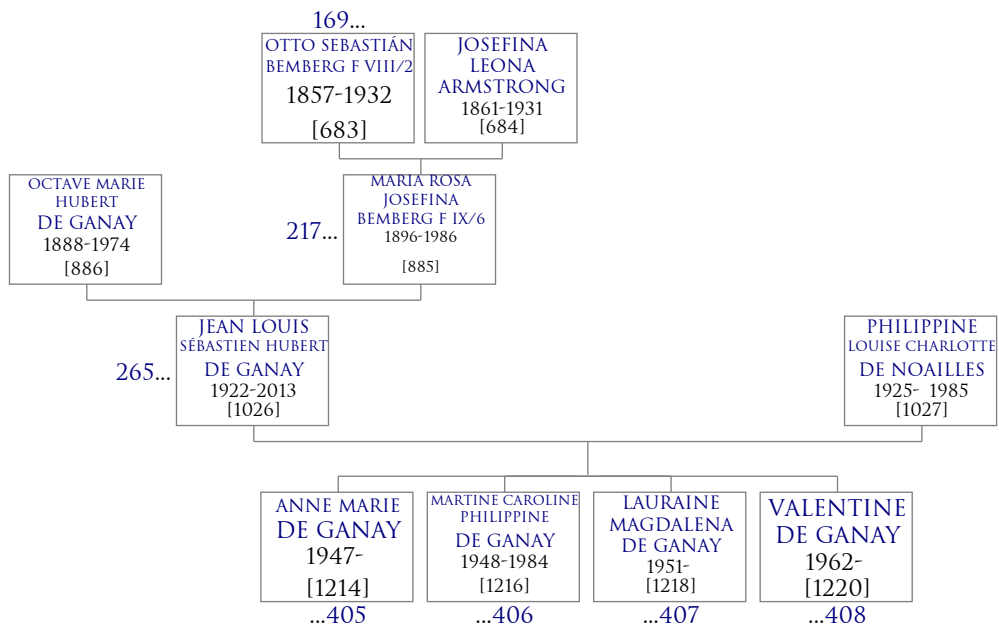 169...
OTTO SEBASTIÁN
BEMBERG F VIII/2
1857-1932
[683]
JOSEFINA
LEONA
ARMSTRONG
1861-1931
[684]
OCTAVE MARIE
HUBERT
DE GANAY
1888-1974
[886]
217...
MARIA ROSA
JOSEFINA
BEMBERG F IX/6
1896-1986
[885]
265...
JEAN LOUIS
SÉBASTIEN HUBERT
DE GANAY
1922-2013
[1026]
PHILIPPINE
LOUISE CHARLOTTE
DE NOAILLES
1925- 1985
[1027]
ANNE MARIE
DE GANAY
1947-
[1214]
...405
MARTINE CAROLINE
PHILIPPINE
DE GANAY
1948-1984
[1216]
...406
LAURAINE
MAGDALENA
DE GANAY
1951-
[1218]
...407
VALENTINE
DE GANAY
1962-
[1220]
...408